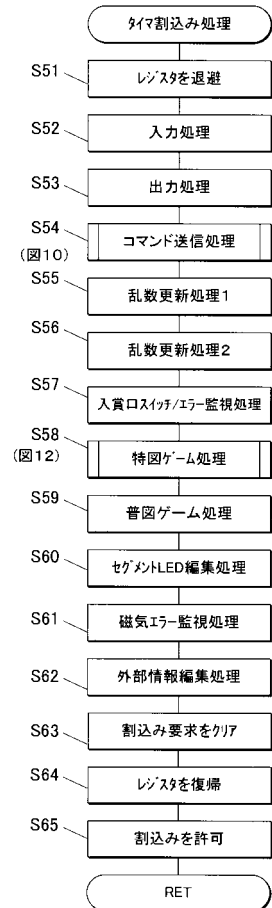 タイマ割込み処理
S51
レジスタを退避
S52
入力処理
S53
出力処理
S54
(図10)
コマンド送信処理
S55
乱数更新処理1
S56
乱数更新処理2
S57
入賞口スイッチ/エラー監視処理
S58
(図12)
特図ゲーム処理
S59
普図ゲーム処理
S60
セグメントLED編集処理
S61
磁気エラー監視処理
S62
外部情報編集処理
S63
割込み要求をクリア
S64
レジスタを復帰
S65
割込みを許可
RET